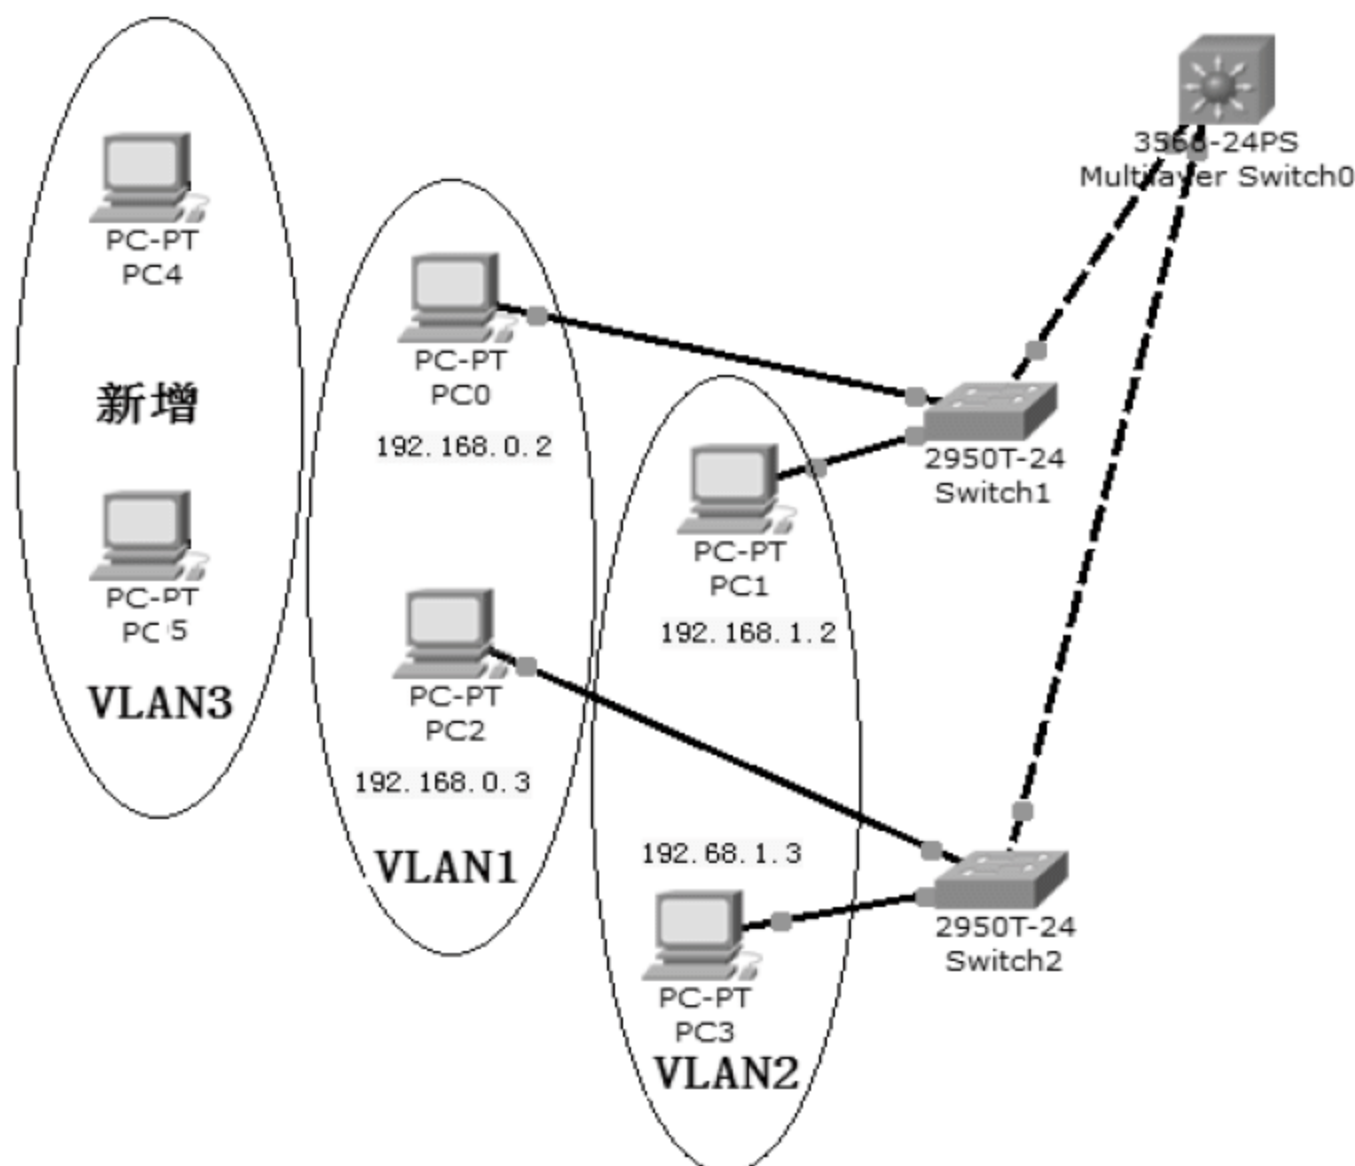 3560-24PS
Multilayer Switch0
PC-PT
PC4
新增
PC-PT
PC 5
VLAN3
PC-PT
PC0
192.168.0.2
PC-PT
PC2
192.168.0.3
VLAN1
PC-PT
PC1
192.168.1.2
192.68.1.3
PC-PT
PC3
VLAN2
2950T-24
Switch1
2950T-24
Switch2